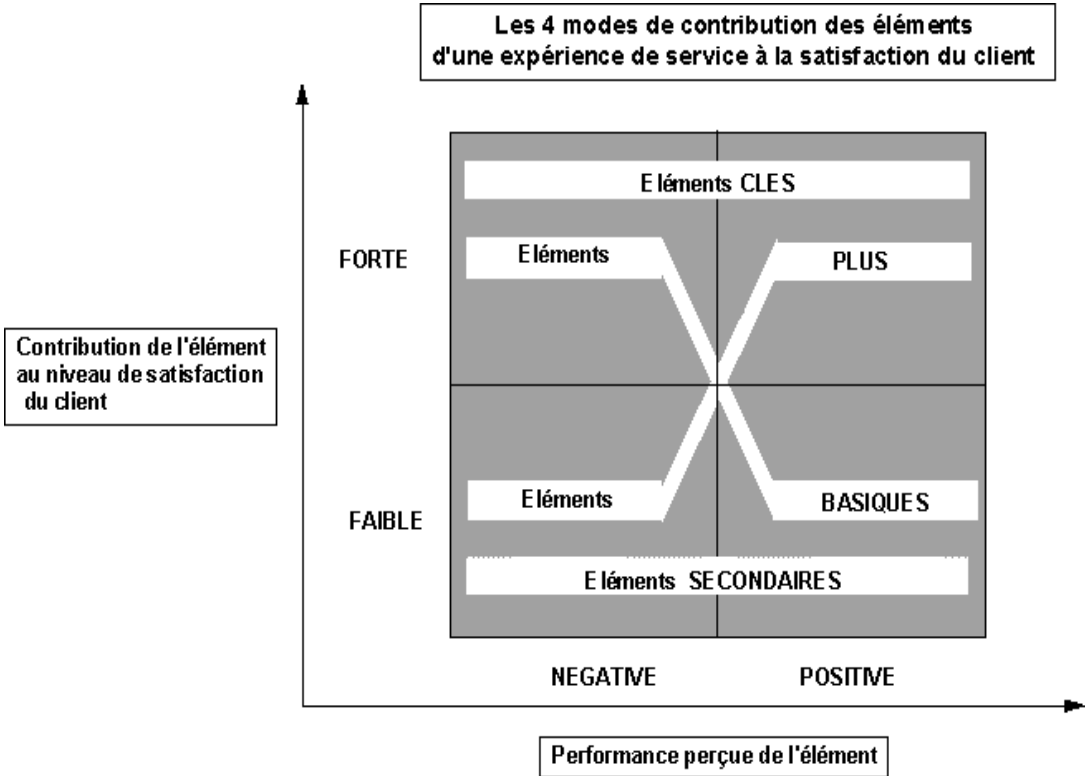 Les 4 modes de contribution des éléments
d'une expérience de service à la satisfaction du client
Eléments CLES
FORTE
Eléments
PLUS
Contribution de l'élément
au niveau de satisfaction
du client
Eléments
BASIQUES
FAIBLE
Eléments SECONDAIRES
NEGATIVE
POSITIVE
Performance perçue de l'élément